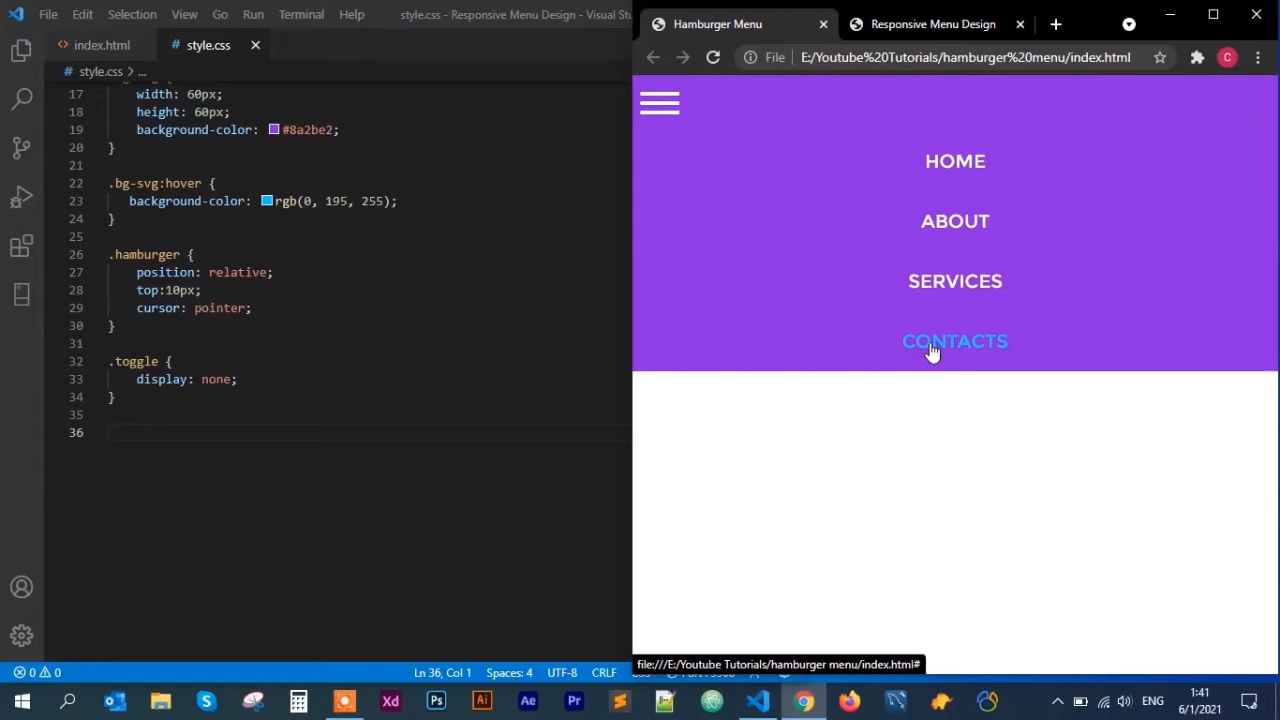 File Edit Selection View Go Run Terminal Help style.css - Responsive Menu Design - Visual Stu
index.html
style.css
style.css > ...
17 width: 60px;
18 height: 60px;
19 background-color: #8a2be2;
20 }
21
22 .bg-svg:hover {
23 background-color: rgb(0, 195, 255);
24 }
25
26 .hamburger {
27 position: relative;
28 top:10px;
29 cursor: pointer;
30 }
31
32 .toggle {
33 display: none;
34 }
35
36
0 0
Ln 36, Col 1 Spaces: 4 UTF-8 CRLF
Hamburger Menu
Responsive Menu Design
File E:/Youtube%20Tutorials/hamburger%20menu/index.html
C
HOME
ABOUT
SERVICES
CONTACTS
file:///E:/Youtube Tutorials/hamburger menu/index.html#
Xd Ps Ai Ae Pr
ENG
1:41
6/1/2021